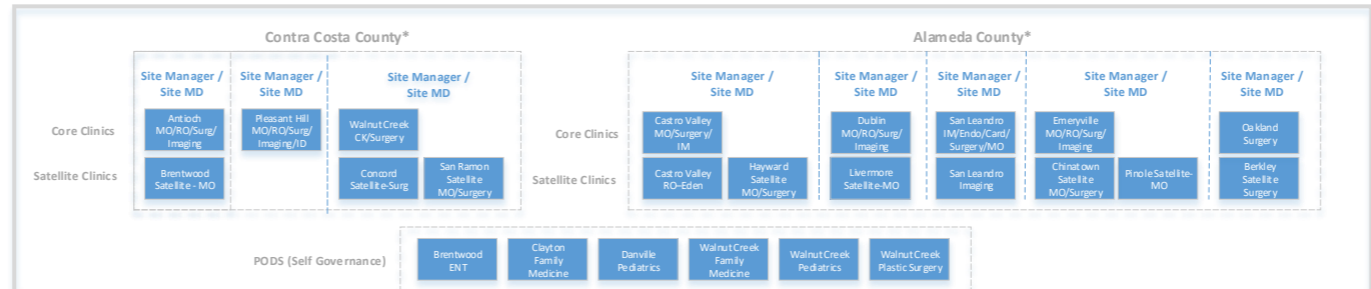 Contra Costa County*
Alameda County*
Site Manager /
Site MD
Site Manager /
Site MD
Site Manager /
Site MD
Site Manager /
Site MD
Site Manager /
Site MD
Site Manager /
Site MD
Site Manager /
Site MD
Site Manager /
Site MD
Core Clinics
Antioch
MO/RO/Surg/
Imaging
Pleasant Hill
MO/RO/Surg/
Imaging/ID
Walnut Creek
CK/Surgery
Core Clinics
Castro Valley
MO/Surgery/
IM
Dublin
MO/RO/Surg/
Imaging
San Leandro
IM/Endo/Card/
Surgery/MO
Emeryville
MO/RO/Surg/
Imaging
Oakland
Surgery
Satellite Clinics
Brentwood
Satellite - MO
Concord
Satellite-Surg
San Ramon
Satellite
MO/Surgery
Satellite Clinics
Castro Valley
RO-Eden
Hayward
Satellite
MO/Surgery
Livermore
Satellite-MO
San Leandro
Imaging
Chinatown
Satellite
MO/Surgery
Pinole Satellite-
MO
Berkley
Satellite
Surgery
PODS (Self Governance)
Brentwood
ENT
Clayton
Family
Medicine
Danville
Pediatrics
Walnut Creek
Family
Medicine
Walnut Creek
Pediatrics
Walnut Creek
Plastic Surgery